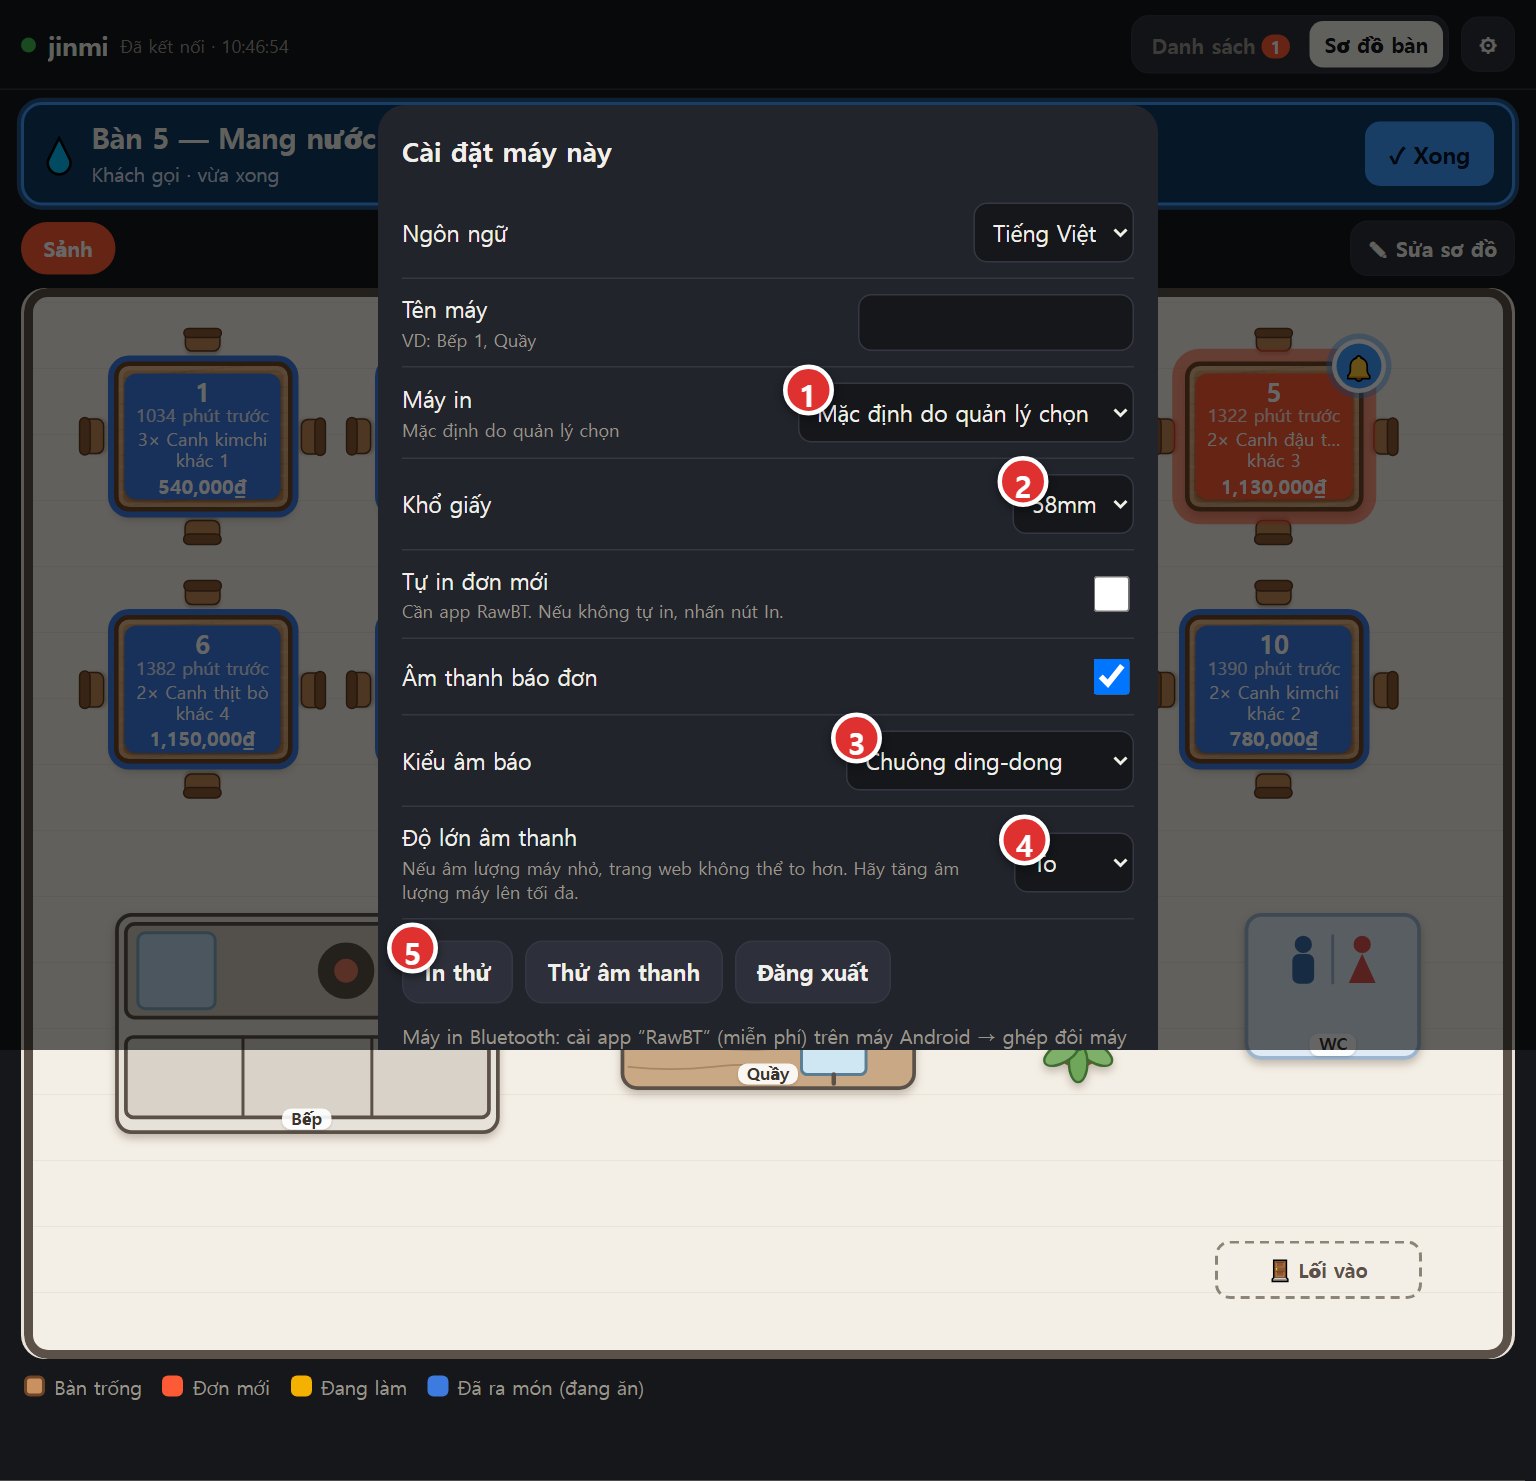 jinmi Đã kết nối · 10:46:54
Danh sách 1 Sơ đồ bàn
Bàn 5 — Mang nước
Khách gọi · vừa xong
✓ Xong
Sảnh
Sửa sơ đồ
Cài đặt máy này
Ngôn ngữ
Tiếng Việt
Tên máy
VD: Bếp 1, Quầy
1
Máy in
Mặc định do quản lý chọn
Mặc định do quản lý chọn
2
Khổ giấy
58mm
Tự in đơn mới
Cần app RawBT. Nếu không tự in, nhấn nút In.
Âm thanh báo đơn
3
Kiểu âm báo
Chuông ding-dong
4
Độ lớn âm thanh
To
Nếu âm lượng máy nhỏ, trang web không thể to hơn. Hãy tăng âm
lượng máy lên tối đa.
5
In thử
Thử âm thanh
Đăng xuất
Máy in Bluetooth: cài app “RawBT” (miễn phí) trên máy Android → ghép đôi máy
1
1034 phút trước
3× Canh kimchi
khác 1
540,000₫
5
1322 phút trước
2× Canh đậu t...
khác 3
1,130,000₫
6
1382 phút trước
2× Canh thịt bò
khác 4
1,150,000₫
10
1390 phút trước
2× Canh kimchi
khác 2
780,000₫
WC
Quầy
Bếp
Lối vào
Bàn trống
Đơn mới
Đang làm
Đã ra món (đang ăn)